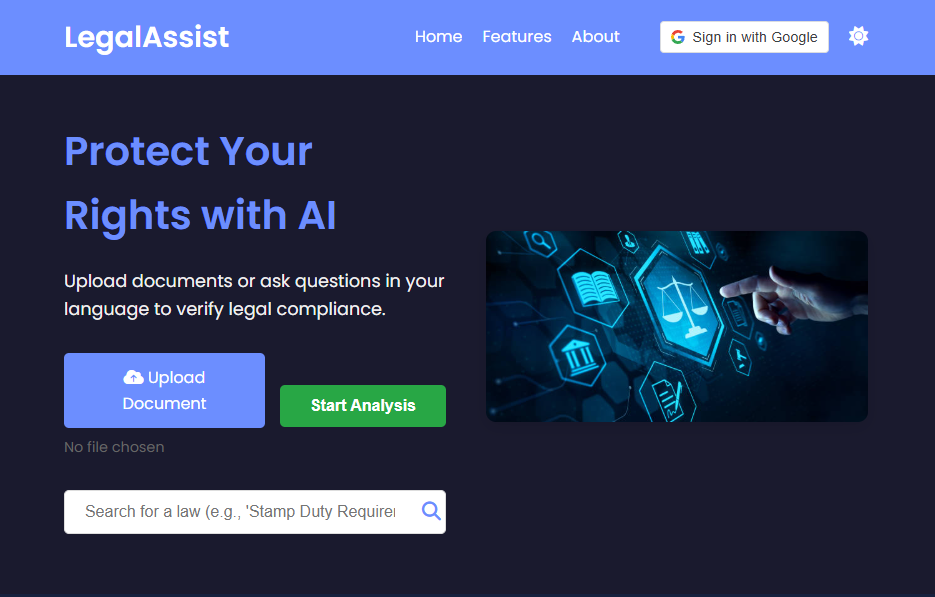 LegalAssist
Home
Features
About
Sign in with Google
Protect Your
Rights with AI
Upload documents or ask questions in your
language to verify legal compliance.
Upload
Document
Start Analysis
No file chosen
Search for a law (e.g., 'Stamp Duty Requirer